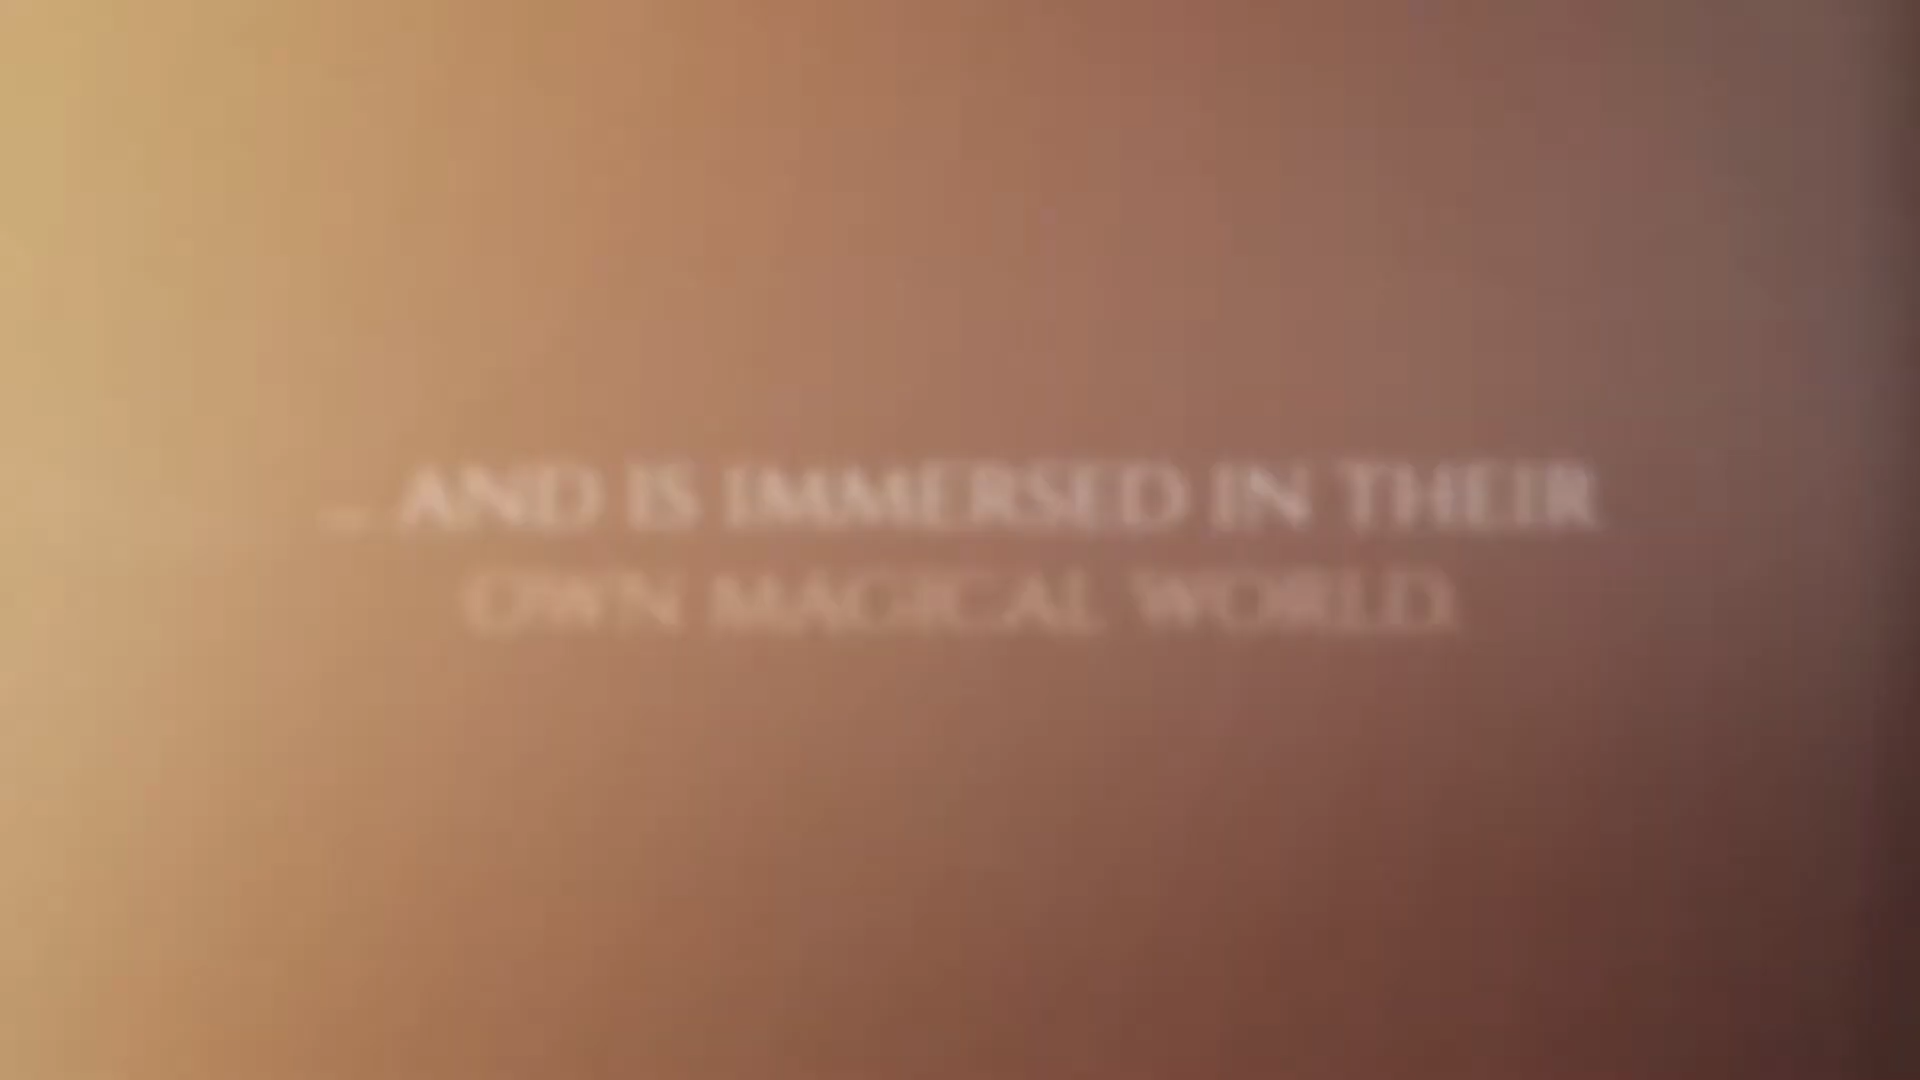 ... AND IS IMMERSED IN THEIR
OWN MAGICAL WORLD.